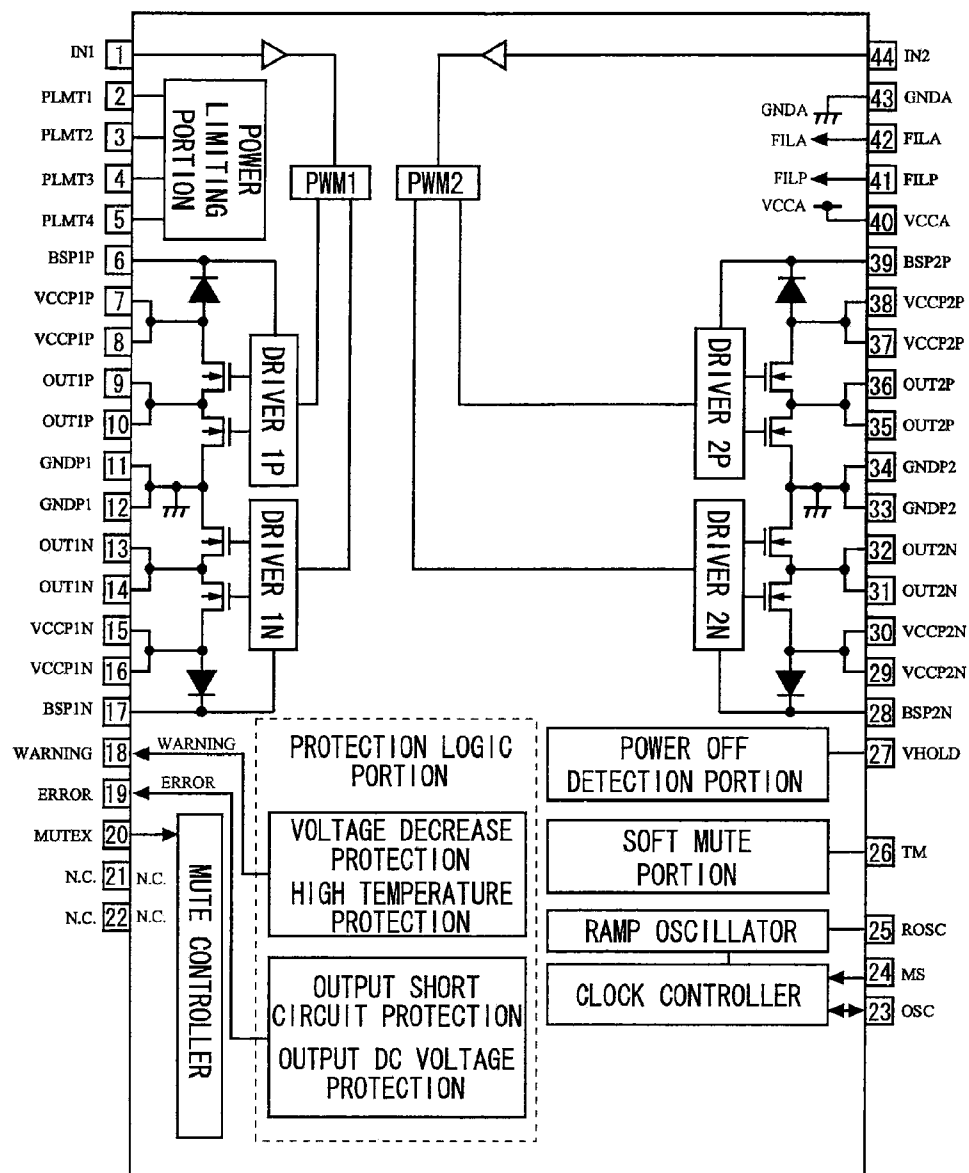 IN1 1
PLMT1 2
PLMT2 3
PLMT3 4
PLMT4 5
BSP1P 6
VCCP1P 7
VCCP1P 8
OUT1P 9
OUT1P 10
GNDP1 11
GNDP1 12
OUT1N 13
OUT1N 14
VCCP1N 15
VCCP1N 16
BSP1N 17
WARNING 18 WARNING
ERROR 19 ERROR
MUTEX 20
N.C. 21 N.C.
N.C. 22 N.C.
POWER
LIMITING
PORTION
PWM1
PWM2
DRIVER 1P
DRIVER 1N
DRIVER 2P
DRIVER 2N
MUTE CONTROLLER
PROTECTION LOGIC
PORTION
VOLTAGE DECREASE
PROTECTION
HIGH TEMPERATURE
PROTECTION
OUTPUT SHORT
CIRCUIT PROTECTION
OUTPUT DC VOLTAGE
PROTECTION
POWER OFF
DETECTION PORTION
SOFT MUTE
PORTION
RAMP OSCILLATOR
CLOCK CONTROLLER
44 IN2
GNDA 43 GNDA
FILA 42 FILA
FILP 41 FILP
VCCA 40 VCCA
39 BSP2P
38 VCCP2P
37 VCCP2P
36 OUT2P
35 OUT2P
34 GNDP2
33 GNDP2
32 OUT2N
31 OUT2N
30 VCCP2N
29 VCCP2N
28 BSP2N
27 VHOLD
26 TM
25 ROSC
24 MS
23 OSC